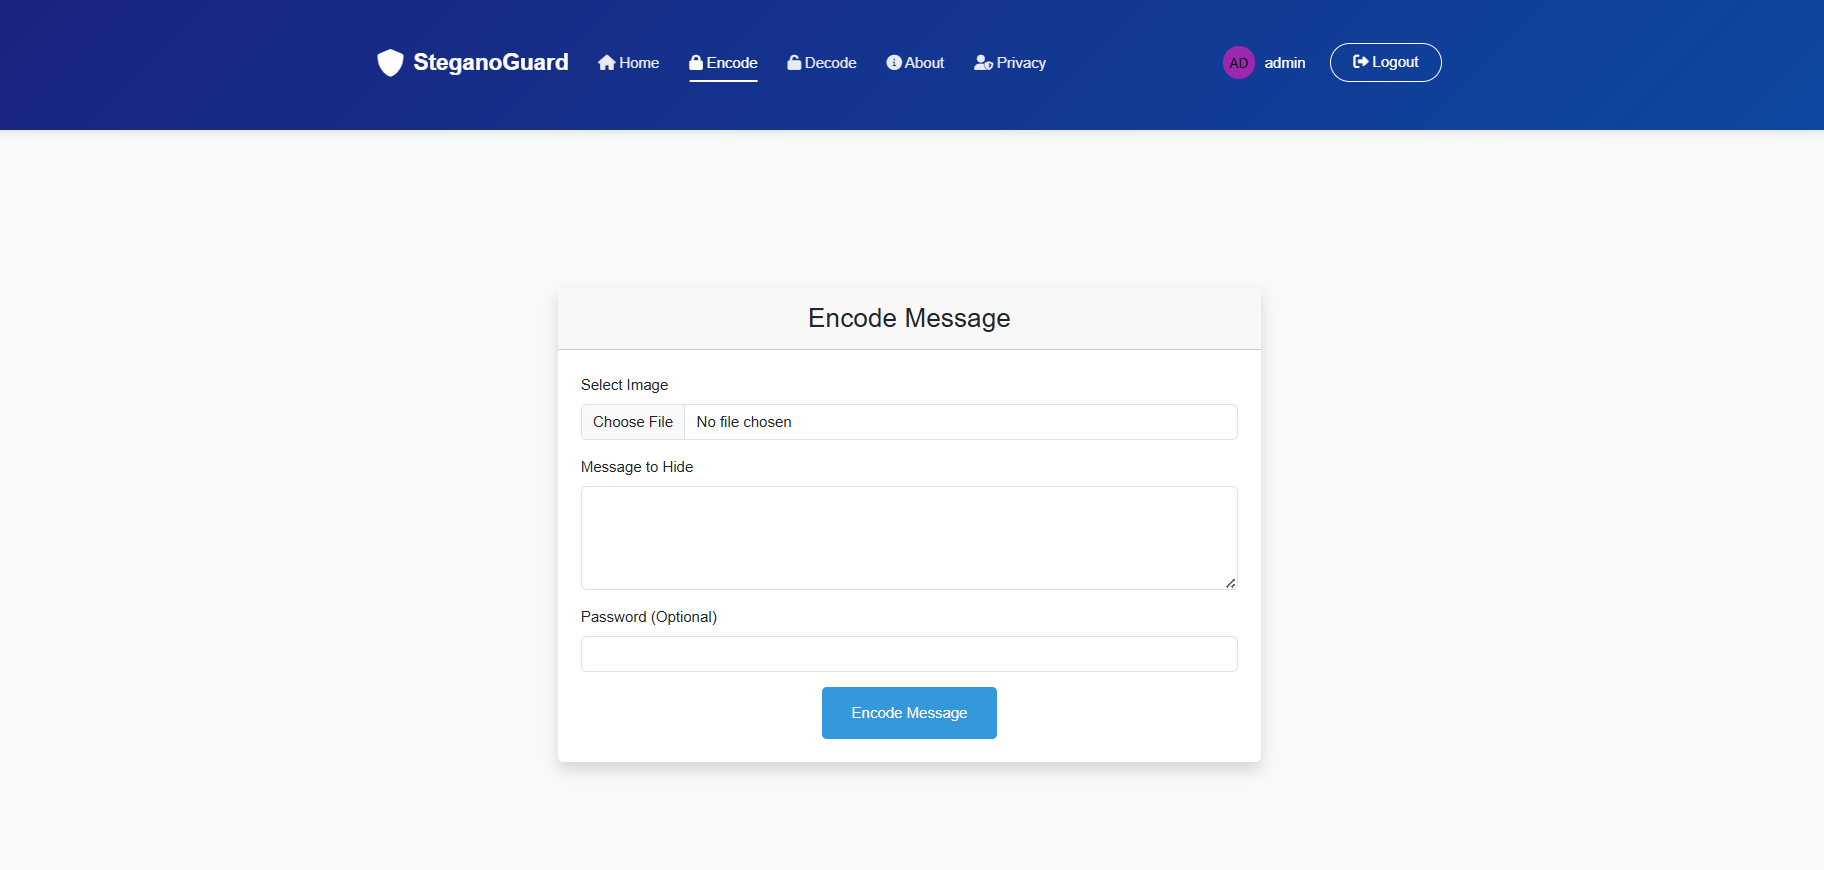 SteganoGuard Home Encode Decode About Privacy AD admin Logout
Encode Message
Select Image
Choose File No file chosen
Message to Hide
Password (Optional)
Encode Message